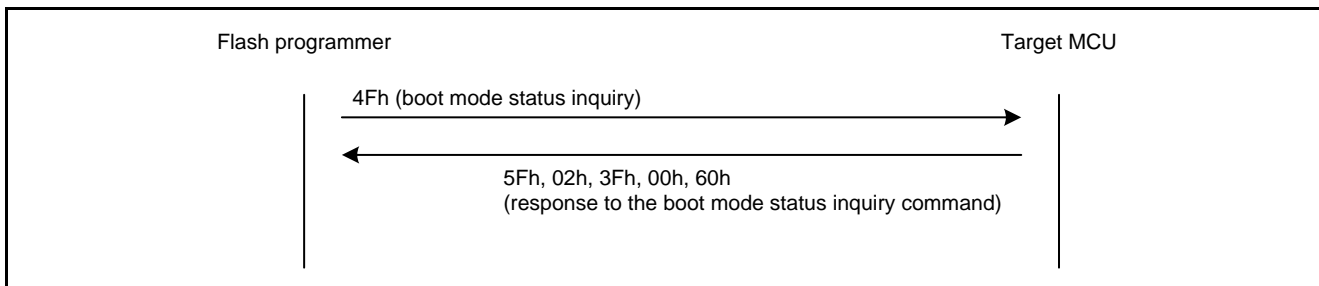 Flash programmer Target MCU
4Fh (boot mode status inquiry)
5Fh, 02h, 3Fh, 00h, 60h
(response to the boot mode status inquiry command)